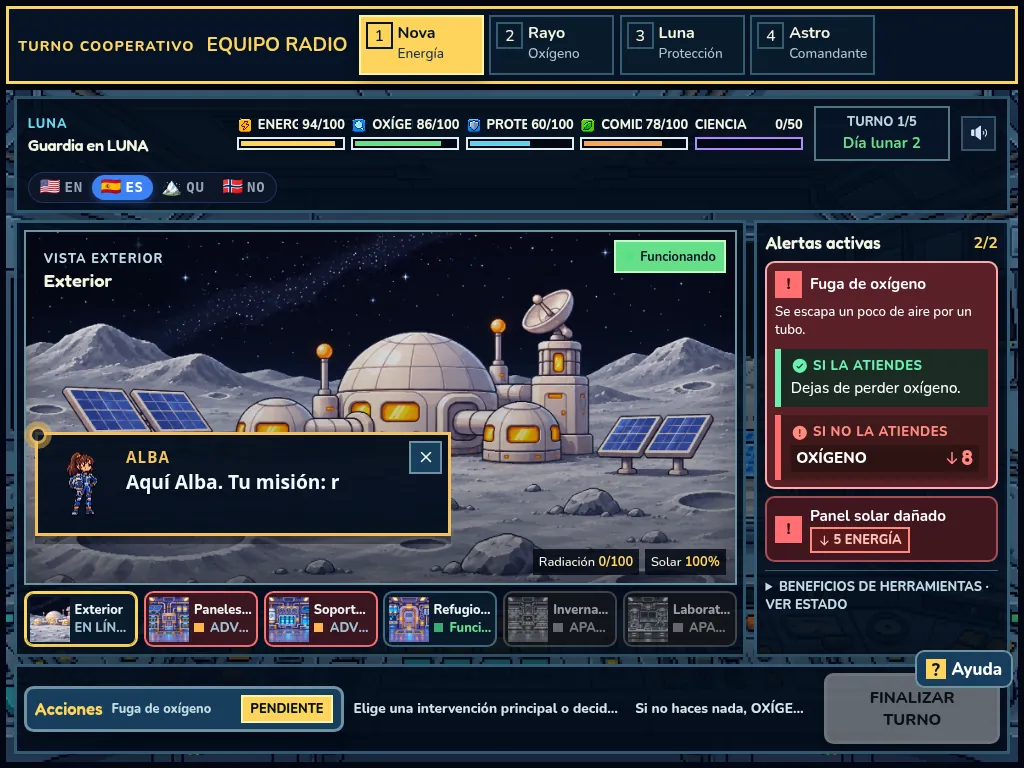 TURNO COOPERATIVO EQUIPO RADIO
1 Nova
Energía
2 Rayo
Oxígeno
3 Luna
Protección
4 Astro
Comandante
LUNA
Guardia en LUNA
ENERG 94/100
OXÍGE 86/100
PROTE 60/100
COMID 78/100
CIENCIA 0/50
TURNO 1/5
Día lunar 2
EN
ES
QU
NO
VISTA EXTERIOR
Exterior
Funcionando
ALBA
Aquí Alba. Tu misión: r
Radiación 0/100
Solar 100%
Exterior
EN LÍN...
Paneles...
ADV...
Soport...
ADV...
Refugio...
Funci...
Inverna...
APA...
Laborat...
APA...
Alertas activas 2/2
! Fuga de oxígeno
Se escapa un poco de aire por un
tubo.
SI LA ATIENDES
Dejas de perder oxígeno.
SI NO LA ATIENDES
OXÍGENO ↓8
! Panel solar dañado
↓ 5 ENERGÍA
▸ BENEFICIOS DE HERRAMIENTAS ·
VER ESTADO
? Ayuda
Acciones Fuga de oxígeno PENDIENTE
Elige una intervención principal o decid...
Si no haces nada, OXÍGE...
FINALIZAR
TURNO